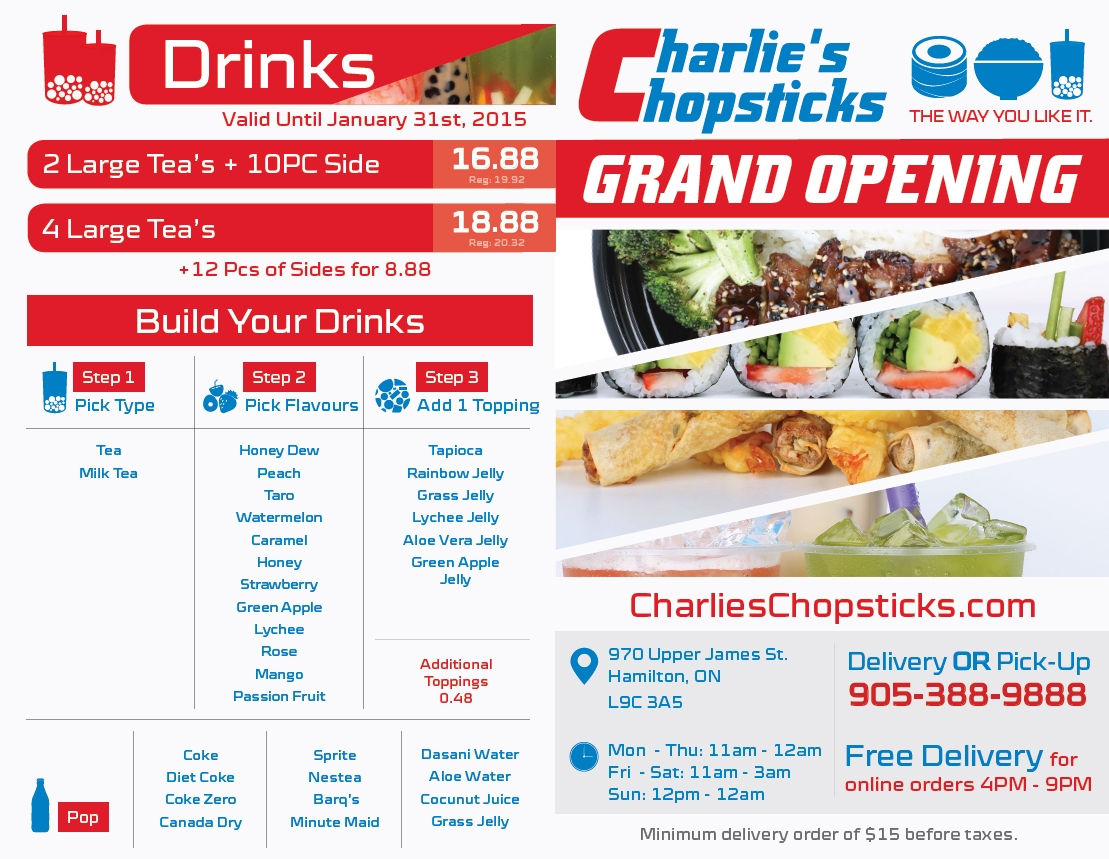 Drinks
Valid Until January 31st, 2015
2 Large Tea's + 10PC Side
16.88
Reg: 19.92
4 Large Tea's
18.88
Reg: 20.32
+12 Pcs of Sides for 8.88
Build Your Drinks
Step 1
Pick Type
Tea
Milk Tea
Step 2
Pick Flavours
Honey Dew
Peach
Taro
Watermelon
Caramel
Honey
Strawberry
Green Apple
Lychee
Rose
Mango
Passion Fruit
Step 3
Add 1 Topping
Tapioca
Rainbow Jelly
Grass Jelly
Lychee Jelly
Aloe Vera Jelly
Green Apple
Jelly
Additional
Toppings
0.48
Pop
Coke
Diet Coke
Coke Zero
Canada Dry
Sprite
Nestea
Barq's
Minute Maid
Dasani Water
Aloe Water
Cocunut Juice
Grass Jelly
Charlie's
Chopsticks
THE WAY YOU LIKE IT.
GRAND OPENING
CharliesChopsticks.com
970 Upper James St.
Hamilton, ON
L9C 3A5
Mon - Thu: 11am - 12am
Fri - Sat: 11am - 3am
Sun: 12pm - 12am
Delivery OR Pick-Up
905-388-9888
Free Delivery for
online orders 4PM - 9PM
Minimum delivery order of $15 before taxes.